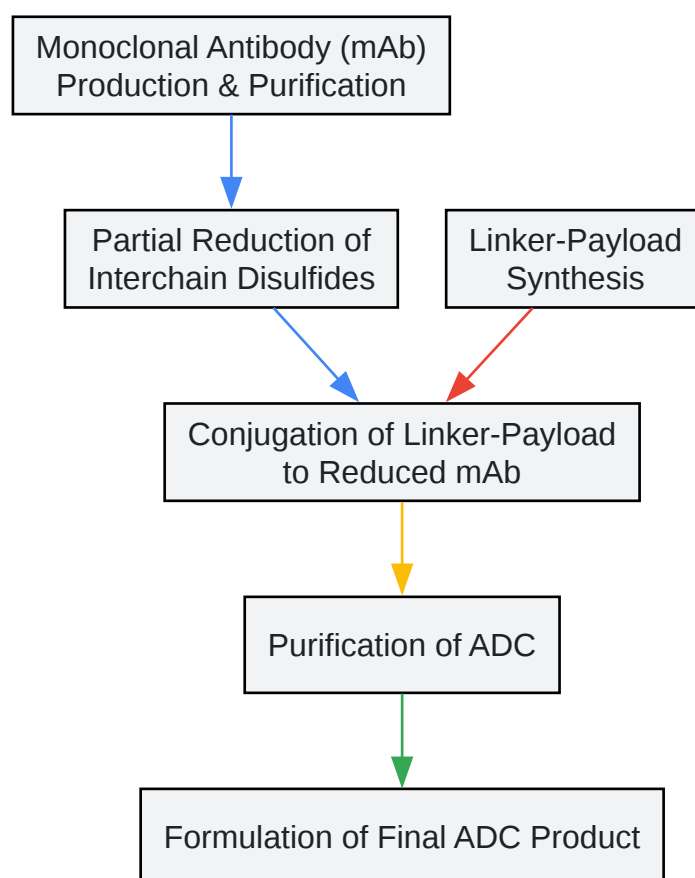 Monoclonal Antibody (mAb)
Production & Purification
Partial Reduction of
Interchain Disulfides
Linker-Payload
Synthesis
Conjugation of Linker-Payload
to Reduced mAb
Purification of ADC
Formulation of Final ADC Product